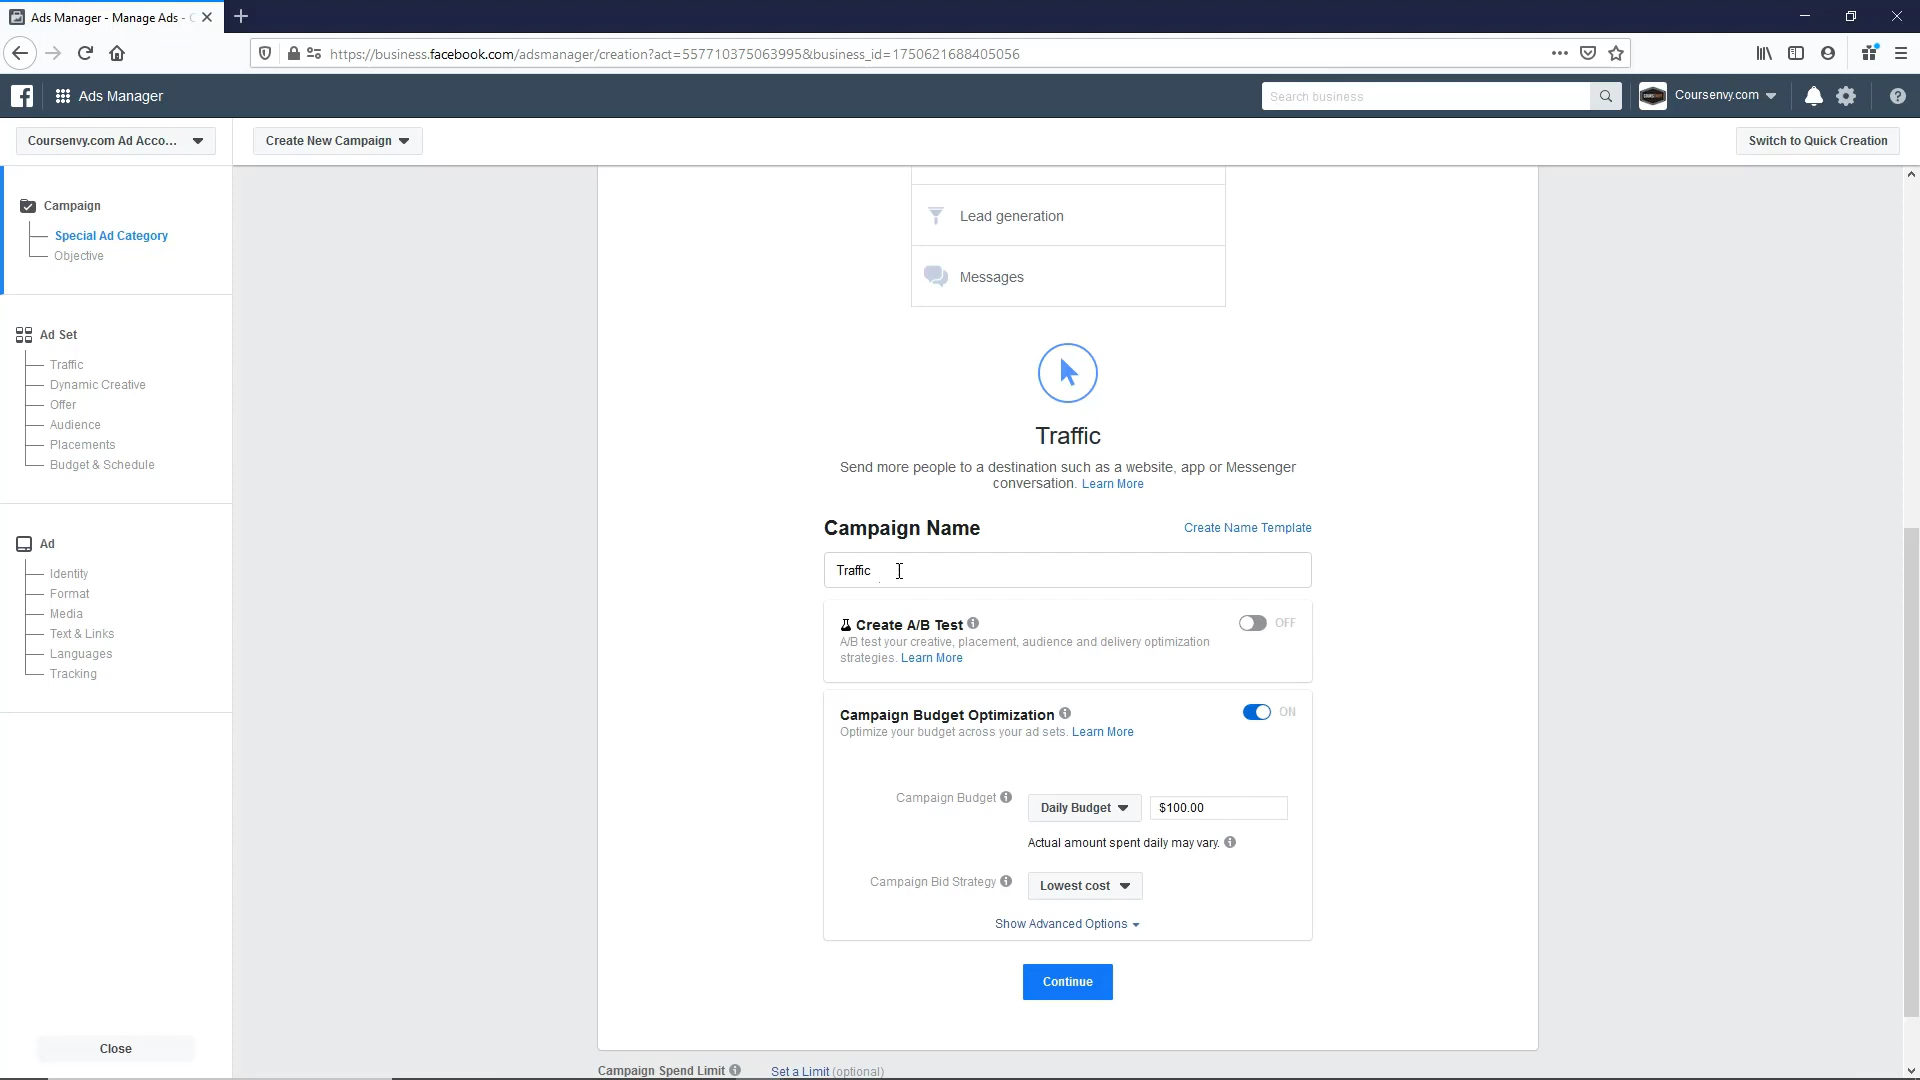 Ads Manager - Manage Ads - C
https://business.facebook.com/adsmanager/creation?act=557710375063995&business_id=1750621688405056
Ads Manager
Search business
Coursenvy.com
Coursenvy.com Ad Acco...
Create New Campaign
Switch to Quick Creation
Campaign
Special Ad Category
Objective
Ad Set
Traffic
Dynamic Creative
Offer
Audience
Placements
Budget & Schedule
Ad
Identity
Format
Media
Text & Links
Languages
Tracking
Close
Lead generation
Messages
Traffic
Send more people to a destination such as a website, app or Messenger
conversation. Learn More
Campaign Name
Create Name Template
Traffic
Create A/B Test
OFF
A/B test your creative, placement, audience and delivery optimization
strategies. Learn More
Campaign Budget Optimization
ON
Optimize your budget across your ad sets. Learn More
Campaign Budget
Daily Budget
$100.00
Actual amount spent daily may vary.
Campaign Bid Strategy
Lowest cost
Show Advanced Options
Continue
Campaign Spend Limit
Set a Limit (optional)